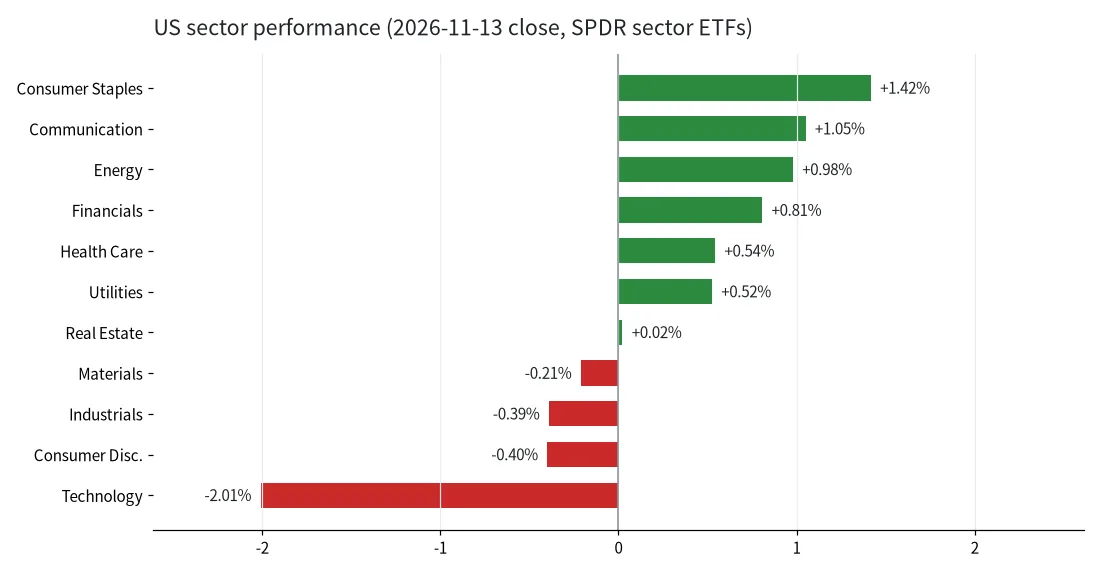 US sector performance (2026-11-13 close, SPDR sector ETFs)
Consumer Staples +1.42%
Communication +1.05%
Energy +0.98%
Financials +0.81%
Health Care +0.54%
Utilities +0.52%
Real Estate +0.02%
Materials -0.21%
Industrials -0.39%
Consumer Disc. -0.40%
Technology -2.01%
-2 -1 0 1 2